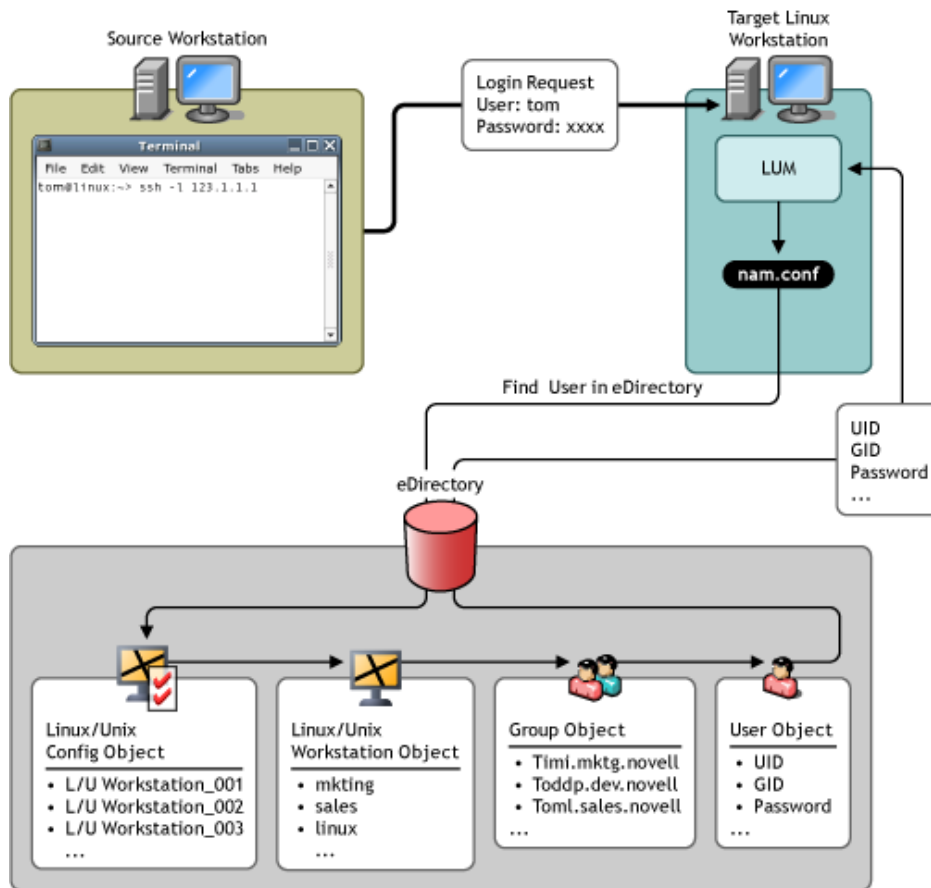 Source Workstation
Target Linux
Workstation
Login Request
User: tom
Password: xxxx
Terminal
File Edit View Terminal Tabs Help
tom@linux:~> ssh -l 123.1.1.1
LUM
nam.conf
Find User in eDirectory
UID
GID
Password
...
eDirectory
Linux/Unix
Config Object
• L/U Workstation_001
• L/U Workstation_002
• L/U Workstation_003
...
Linux/Unix
Workstation Object
• mkting
• sales
• linux
...
Group Object
• Timi.mktg.novell
• Toddp.dev.novell
• Toml.sales.novell
...
User Object
• UID
• GID
• Password
...